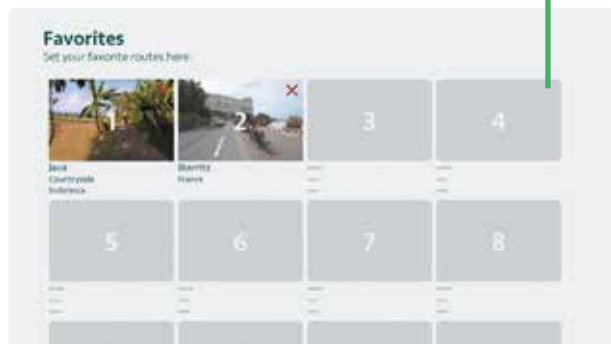 Favorites
Set your favorite routes here:
1
2
3
4
Java
Countryside
Indonesia
Biarritz
France
5
6
7
8